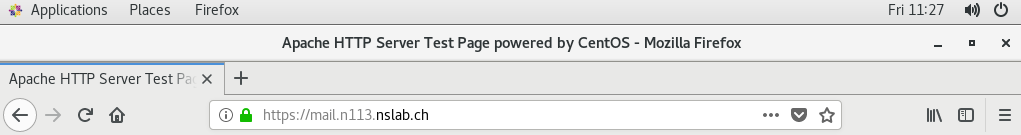 Applications Places Firefox Fri 11:27
Apache HTTP Server Test Page powered by CentOS - Mozilla Firefox
Apache HTTP Server Test Pa
https://mail.n113.nslab.ch